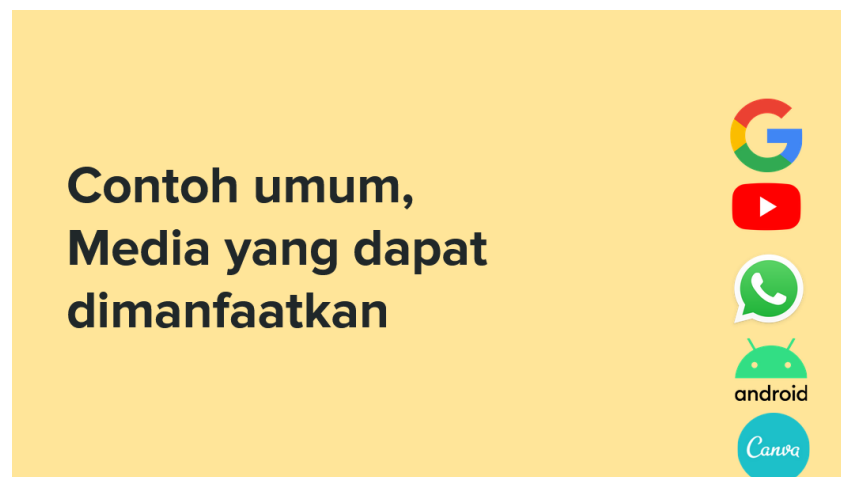 Contoh umum,
Media yang dapat
dimanfaatkan
android
Canva